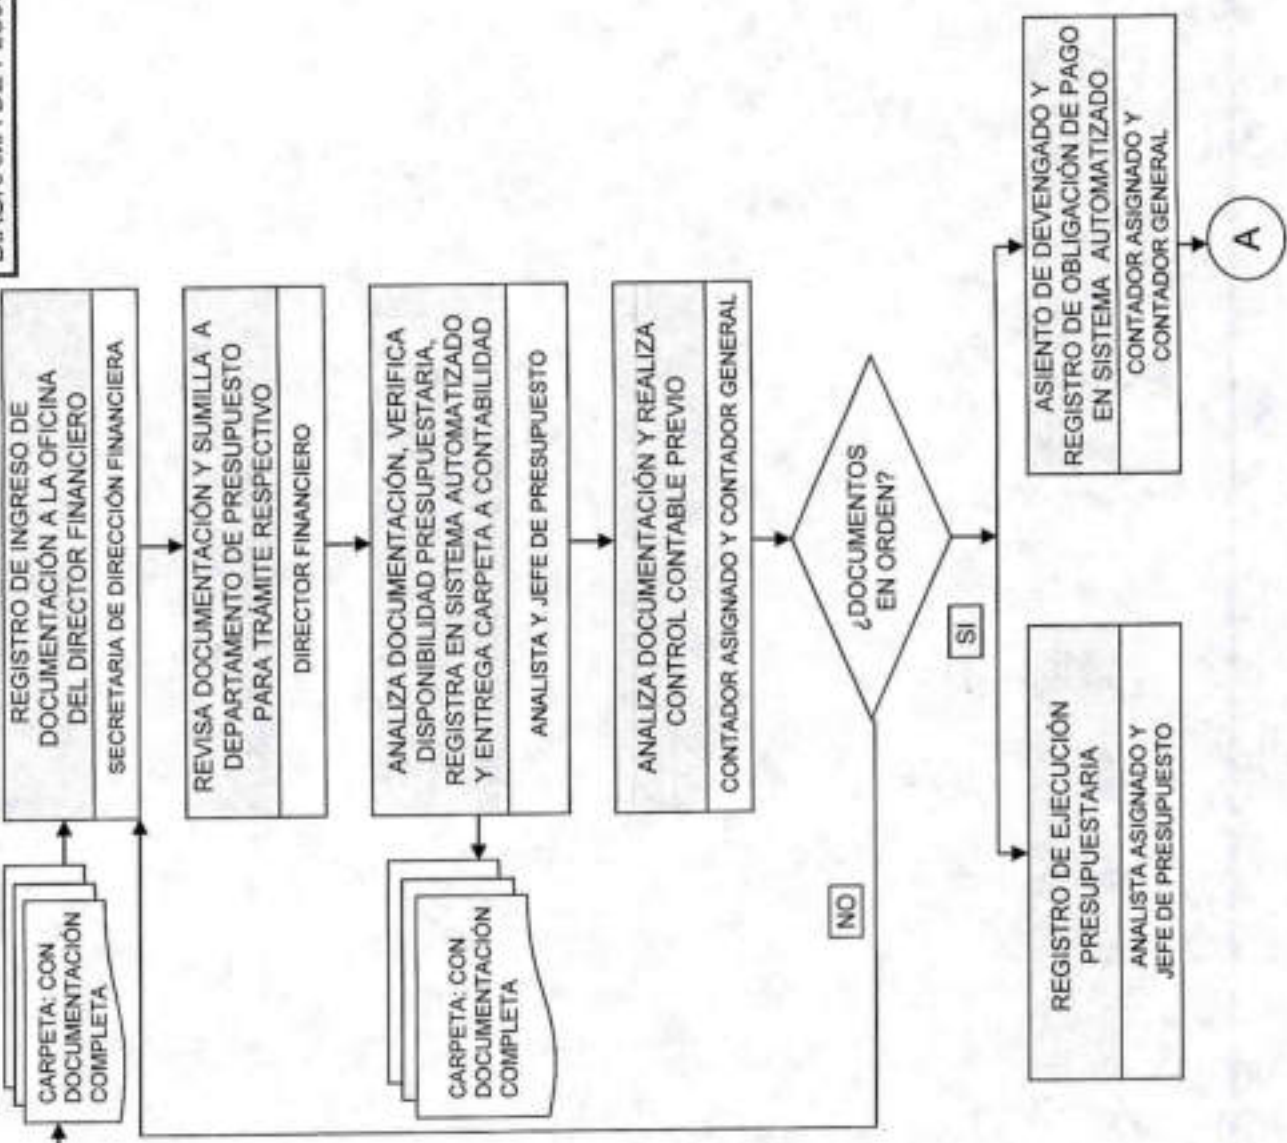 REGISTRO DE INGRESO DE
DOCUMENTACIÓN A LA OFICINA
DEL DIRECTOR FINANCIERO
SECRETARIA DE DIRECCIÓN FINANCIERA
CARPETA: CON
DOCUMENTACIÓN
COMPLETA
REVISA DOCUMENTACIÓN Y SUMILLA A
DEPARTAMENTO DE PRESUPUESTO
PARA TRÁMITE RESPECTIVO
DIRECTOR FINANCIERO
ANALIZA DOCUMENTACIÓN, VERIFICA
DISPONIBILIDAD PRESUPUESTARIA,
REGISTRA EN SISTEMA AUTOMATIZADO
Y ENTREGA CARPETA A CONTABILIDAD
ANALISTA Y JEFE DE PRESUPUESTO
CARPETA: CON
DOCUMENTACIÓN
COMPLETA
ANALIZA DOCUMENTACIÓN Y REALIZA
CONTROL CONTABLE PREVIO
CONTADOR ASIGNADO Y CONTADOR GENERAL
¿DOCUMENTOS
EN ORDEN?
NO
SI
REGISTRO DE EJECUCIÓN
PRESUPUESTARIA
ANALISTA ASIGNADO Y
JEFE DE PRESUPUESTO
ASIENTO DE DEVENGADO Y
REGISTRO DE OBLIGACIÓN DE PAGO
EN SISTEMA AUTOMATIZADO
CONTADOR ASIGNADO Y
CONTADOR GENERAL
A